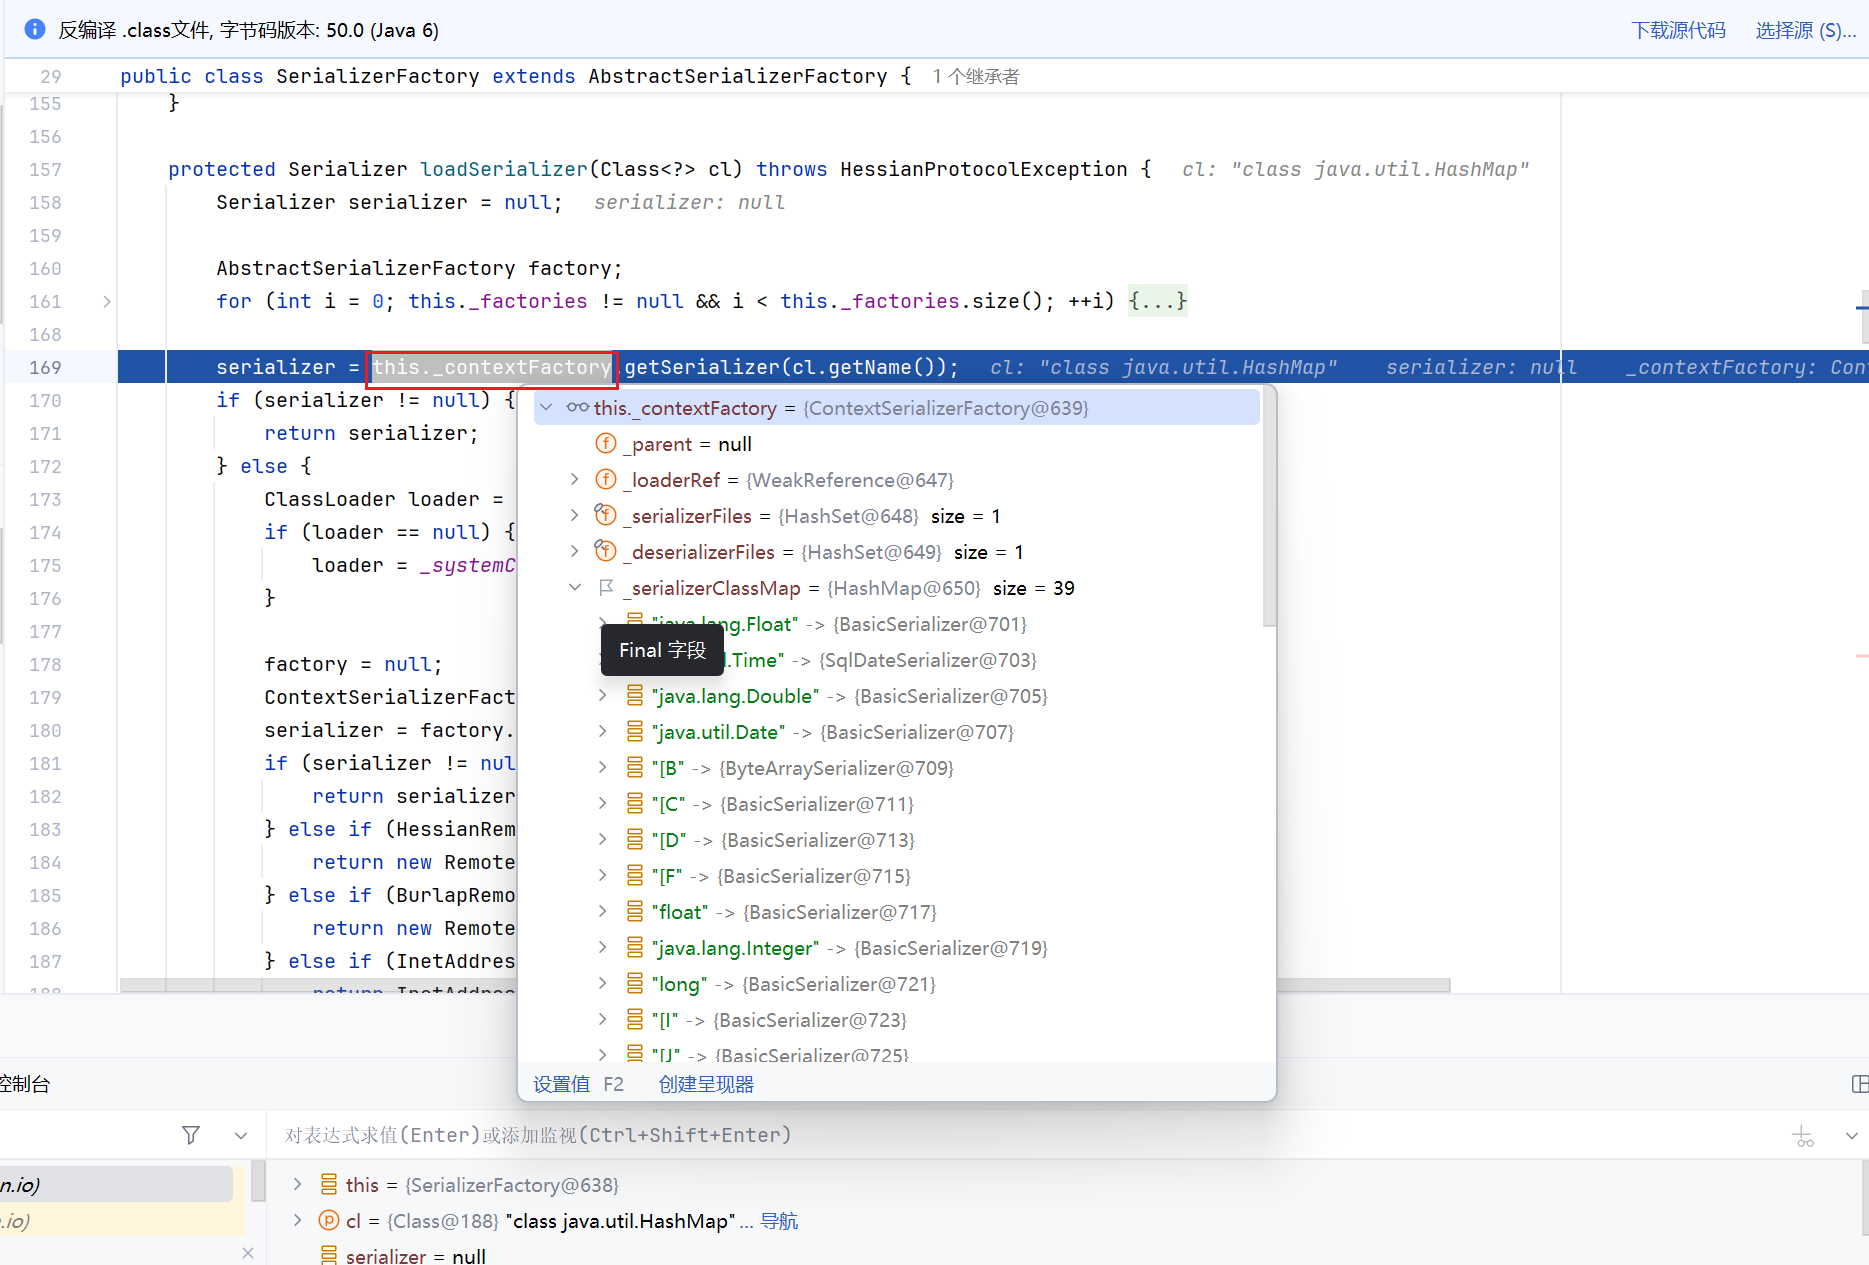 反编译 .class文件, 字节码版本: 50.0 (Java 6)
下载源代码
选择源 (S)...
29 public class SerializerFactory extends AbstractSerializerFactory { 1 个继承者
155 }
156
157 protected Serializer loadSerializer(Class<?> cl) throws HessianProtocolException { cl: "class java.util.HashMap"
158 Serializer serializer = null; serializer: null
159
160 AbstractSerializerFactory factory;
161 for (int i = 0; this._factories != null && i < this._factories.size(); ++i) {...}
168
169 serializer = this._contextFactory.getSerializer(cl.getName()); cl: "class java.util.HashMap" serializer: null _contextFactory: Con
170 if (serializer != null) {
171 return serializer;
172 } else {
173 ClassLoader loader =
174 if (loader == null) {
175 loader = _systemC
176 }
177
178 factory = null;
179 ContextSerializerFact
180 serializer = factory.
181 if (serializer != nul
182 return serializer
183 } else if (HessianRem
184 return new Remote
185 } else if (BurlapRemo
186 return new Remote
187 } else if (InetAddres
188 return InetAddres
this._contextFactory = {ContextSerializerFactory@639}
_parent = null
_loaderRef = {WeakReference@647}
_serializerFiles = {HashSet@648} size = 1
_deserializerFiles = {HashSet@649} size = 1
_serializerClassMap = {HashMap@650} size = 39
"java.lang.Float" -> {BasicSerializer@701}
l.Time" -> {SqlDateSerializer@703}
Final 字段
"java.lang.Double" -> {BasicSerializer@705}
"java.util.Date" -> {BasicSerializer@707}
"[B" -> {ByteArraySerializer@709}
"[C" -> {BasicSerializer@711}
"[D" -> {BasicSerializer@713}
"[F" -> {BasicSerializer@715}
"float" -> {BasicSerializer@717}
"java.lang.Integer" -> {BasicSerializer@719}
"long" -> {BasicSerializer@721}
"[I" -> {BasicSerializer@723}
"[J" -> {BasicSerializer@725}
设置值 F2 创建呈现器
控制台
对表达式求值(Enter)或添加监视(Ctrl+Shift+Enter)
n.io)
.io)
this = {SerializerFactory@638}
cl = {Class@188} "class java.util.HashMap" ... 导航
serializer = null